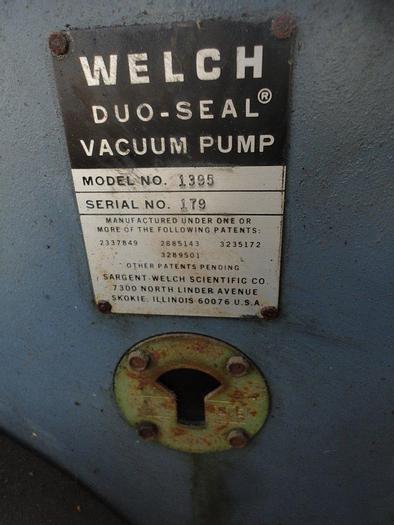 WELCH
DUO-SEAL®
VACUUM PUMP
MODEL NO. 1395
SERIAL NO. 179
MANUFACTURED UNDER ONE OR
MORE OF THE FOLLOWING PATENTS:
2337849 2885143 3235172
3289501
OTHER PATENTS PENDING
SARGENT-WELCH SCIENTIFIC CO.
7300 NORTH LINDER AVENUE
SKOKIE, ILLINOIS 60076 U.S.A.